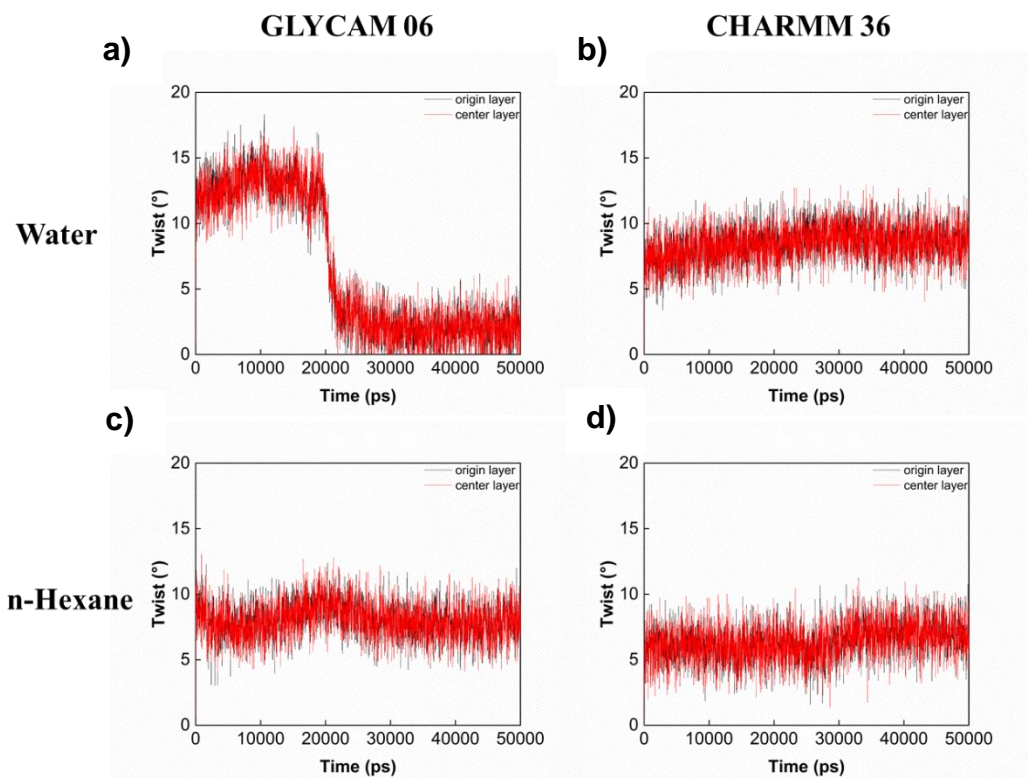 GLYCAM 06 CHARMM 36
a) b)
Water
20
15
10
5
0
Twist (°)
origin layer
center layer
0 10000 20000 30000 40000 50000
Time (ps)
20
15
10
5
0
Twist (°)
origin layer
center layer
0 10000 20000 30000 40000 50000
Time (ps)
c) d)
n-Hexane
20
15
10
5
0
Twist (°)
origin layer
center layer
0 10000 20000 30000 40000 50000
Time (ps)
20
15
10
5
0
Twist (°)
origin layer
center layer
0 10000 20000 30000 40000 50000
Time (ps)